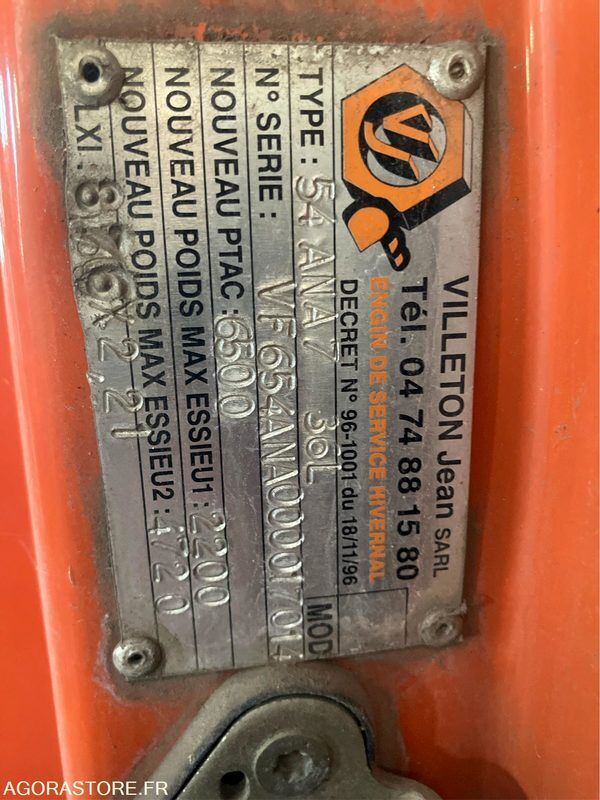 VILLETON Jean SARL
Tél. 04 74 88 15 80
ENGIN DE SERVICE HIVERNAL
DECRET N° 96-1001 du 18/11/96
MOD
TYPE : 54 ANA 7 36L
N° SERIE : VF654ANA000017014
NOUVEAU PTAC : 6500
NOUVEAU POIDS MAX ESSIEU1 : 2200
NOUVEAU POIDS MAX ESSIEU2 : 4720
LXI : X 2,21
VS
AGORASTORE.FR